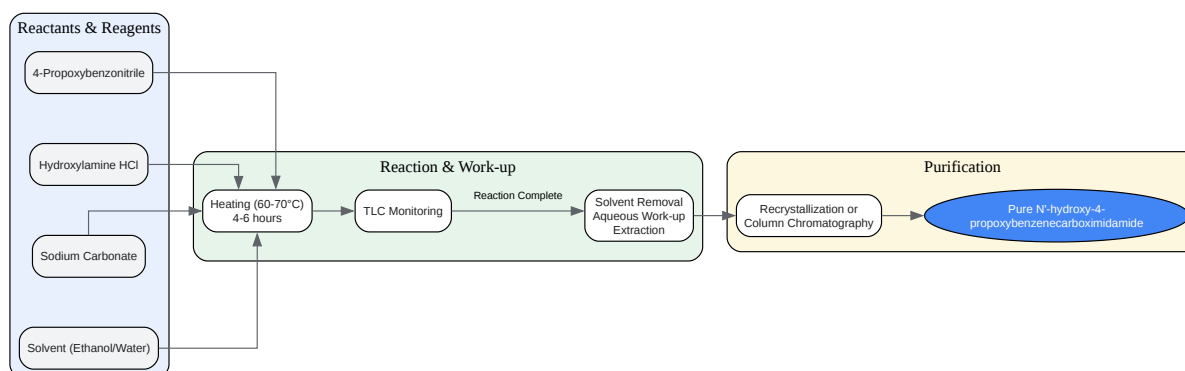 Reactants & Reagents
4-Propoxybenzonitrile
Hydroxylamine HCl
Sodium Carbonate
Solvent (Ethanol/Water)
Reaction & Work-up
Heating (60-70°C)
4-6 hours
TLC Monitoring
Reaction Complete
Solvent Removal
Aqueous Work-up
Extraction
Purification
Recrystallization or
Column Chromatography
Pure N'-hydroxy-4-
propoxybenzenecarboximidamide